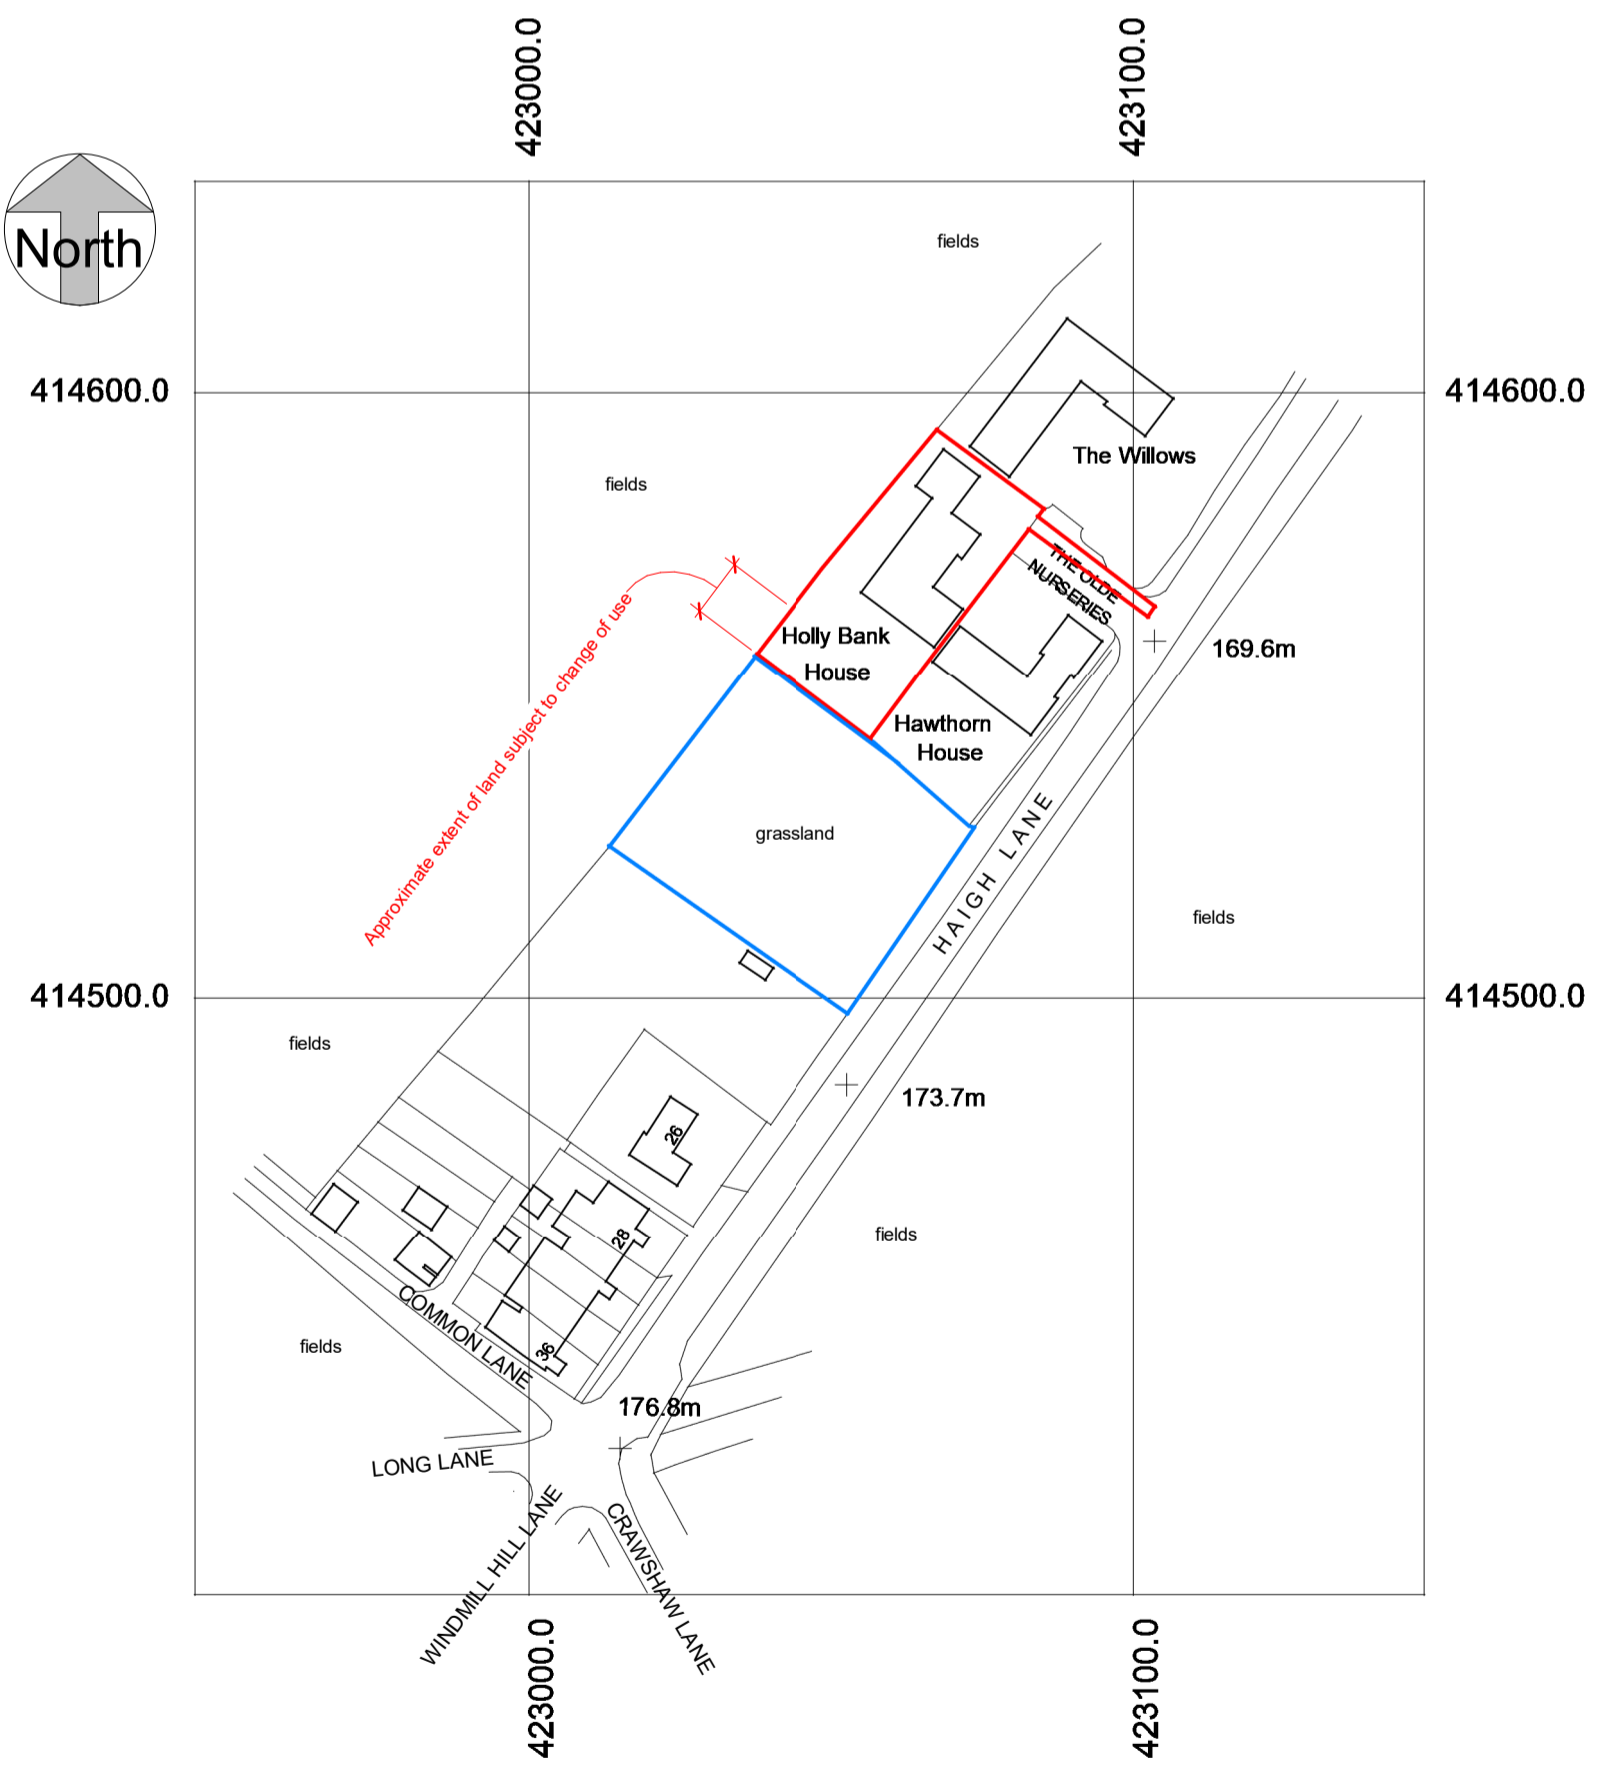 423000.0
423100.0
North
fields
414600.0
414600.0
The Willows
fields
THE OLDE
NURSERIES
Holly Bank
House
169.6m
Approximate extent of land subject to change of use
Hawthorn
House
grassland
HAIGH LANE
fields
414500.0
414500.0
fields
173.7m
26
28
fields
COMMON LANE
fields
36
176.8m
LONG LANE
WINDMILL HILL LANE
CRAWSHAW LANE
423000.0
423100.0